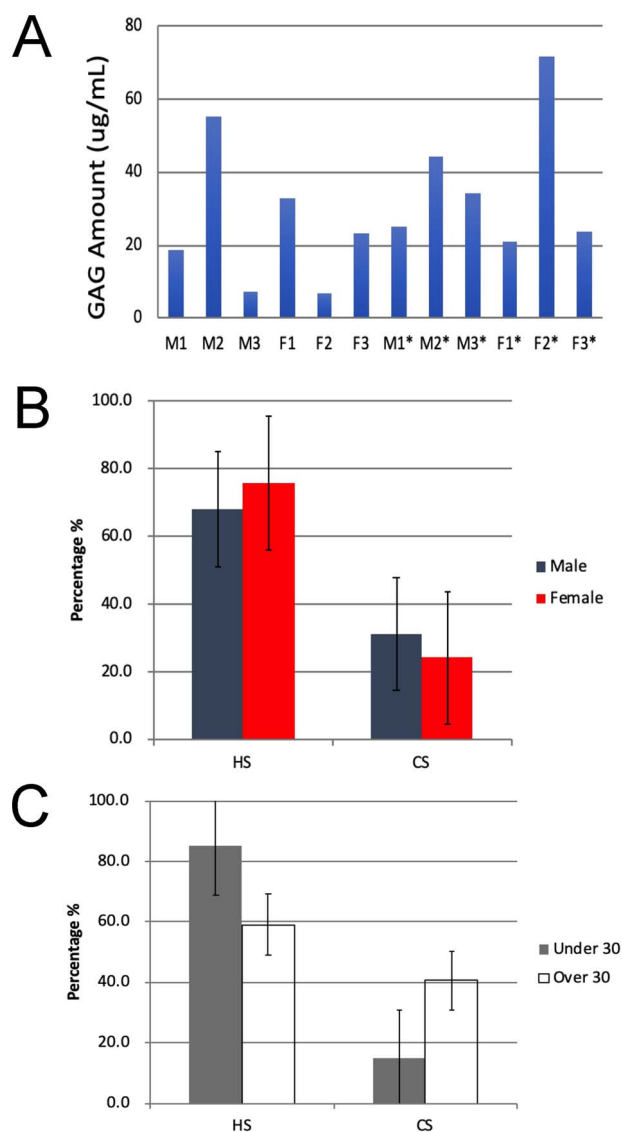 A
GAG Amount (ug/mL)
80
60
40
20
0
M1 M2 M3 F1 F2 F3 M1* M2* M3* F1* F2* F3*
B
Percentage %
100.0
80.0
60.0
40.0
20.0
0.0
HS CS
Male
Female
C
Percentage %
100.0
80.0
60.0
40.0
20.0
0.0
HS CS
Under 30
Over 30